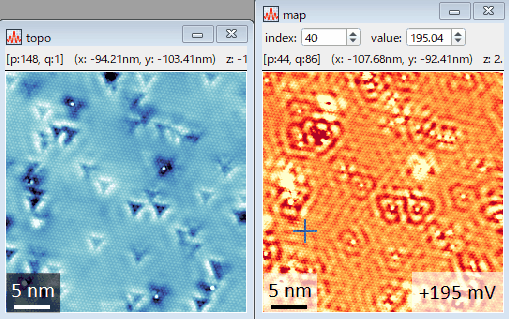 topo
[p:148, q:1] (x: -94.21nm, y: -103.41nm) z: -1
5 nm
map
index: 40 value: 195.04
[p:44, q:86] (x: -107.68nm, y: -92.41nm) z: 2.
5 nm
+195 mV